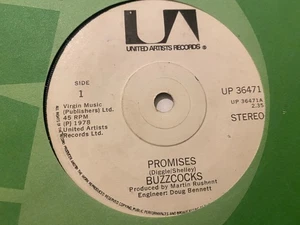 UNITED ARTISTS RECORDS
SIDE
1
UP 36471
Virgin Music
(Publishers) Ltd.
45 RPM
(P) 1978
United Artists
Records Ltd.
UP 36471A
2.35
STEREO
PROMISES
(Diggle/Shelley)
BUZZCOCKS
Produced by Martin Rushent
Engineer: Doug Bennett